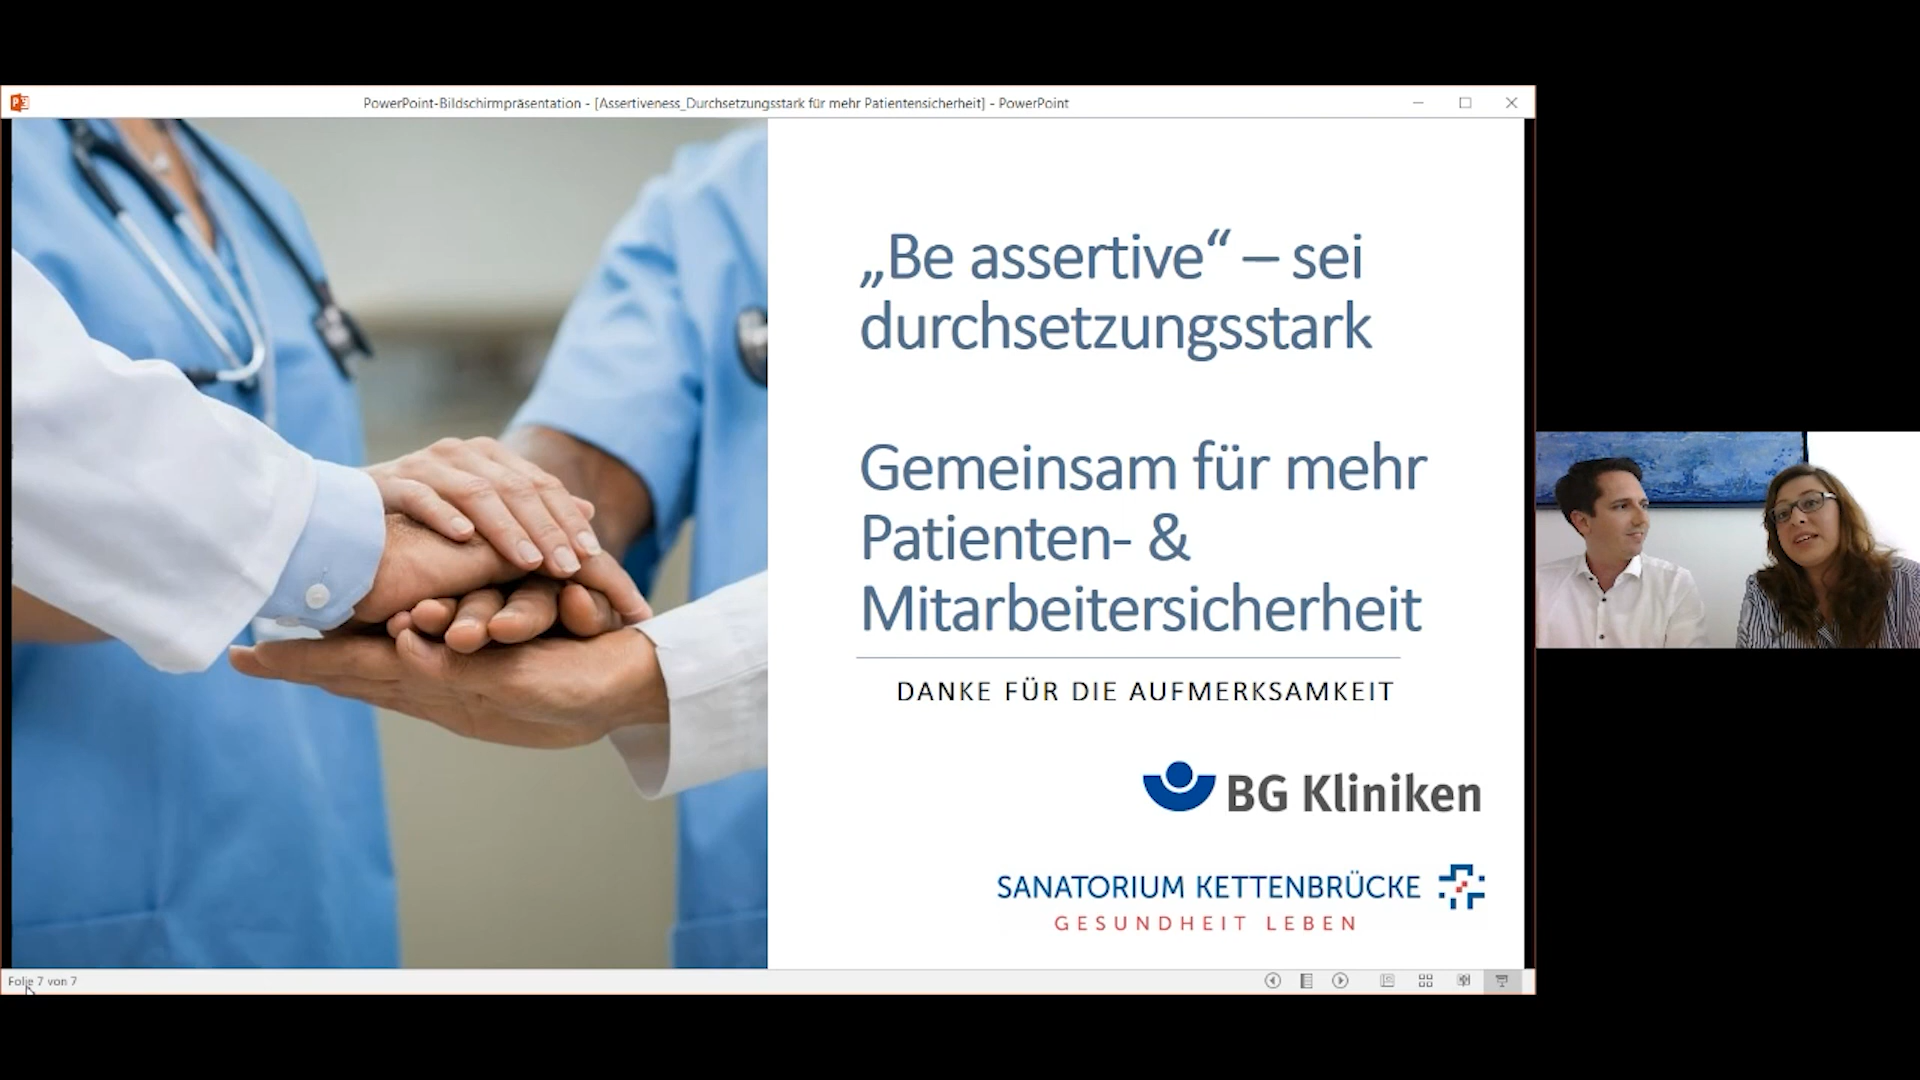 PowerPoint-Bildschirmpräsentation - [Assertiveness_Durchsetzungsstark für mehr Patientensicherheit] - PowerPoint
„Be assertive“ – sei
durchsetzungsstark
Gemeinsam für mehr
Patienten- &
Mitarbeitersicherheit
DANKE FÜR DIE AUFMERKSAMKEIT
BG Kliniken
SANATORIUM KETTENBRÜCKE
GESUNDHEIT LEBEN
Folie 7 von 7